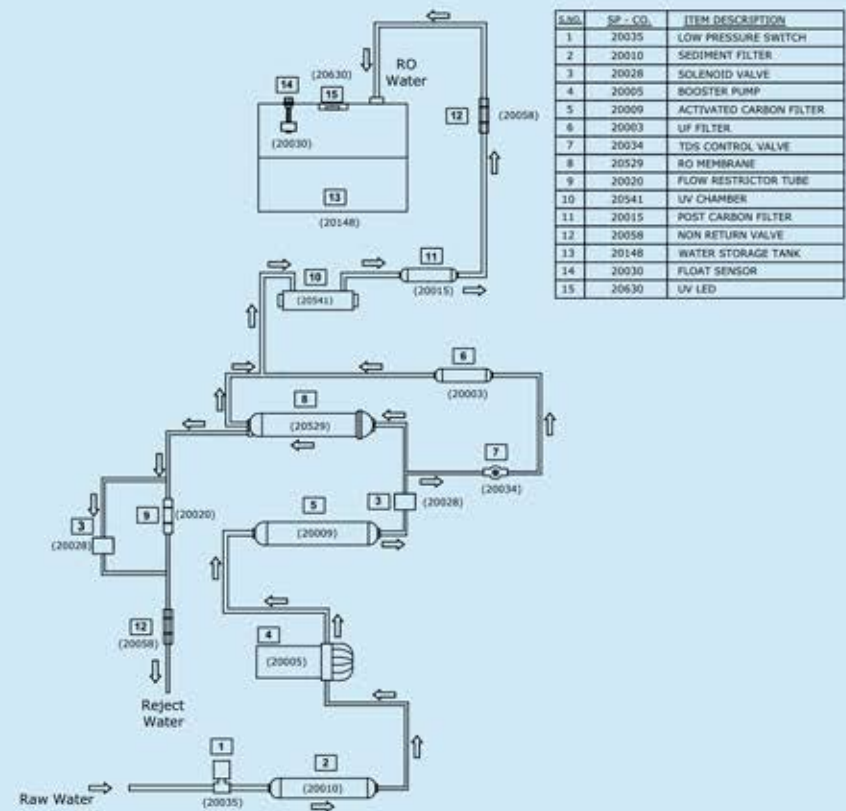 S.NO. SP - CO. ITEM DESCRIPTION
1 20035 LOW PRESSURE SWITCH
2 20010 SEDIMENT FILTER
3 20028 SOLENOID VALVE
4 20005 BOOSTER PUMP
5 20009 ACTIVATED CARBON FILTER
6 20003 UF FILTER
7 20034 TDS CONTROL VALVE
8 20529 RO MEMBRANE
9 20020 FLOW RESTRICTOR TUBE
10 20541 UV CHAMBER
11 20015 POST CARBON FILTER
12 20058 NON RETURN VALVE
13 20148 WATER STORAGE TANK
14 20030 FLOAT SENSOR
15 20630 UV LED
RO
Water
(20630)
14
15
12
(20058)
(20030)
13
(20148)
11
10
(20541)
(20015)
6
(20003)
8
(20529)
7
(20034)
3
(20028)
5
(20009)
9
(20020)
3
(20028)
12
(20058)
4
(20005)
Reject
Water
1
2
(20010)
Raw Water
(20035)